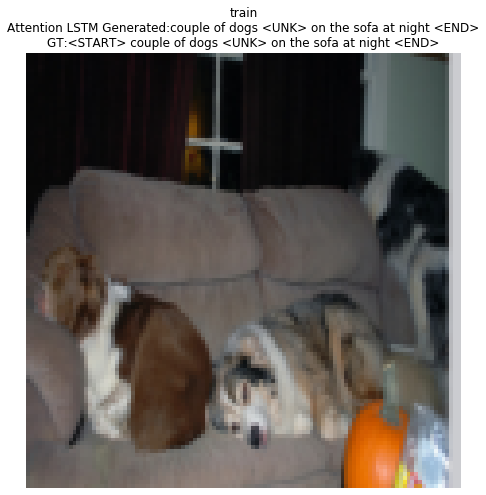 train
Attention LSTM Generated:couple of dogs <UNK> on the sofa at night <END>
GT:<START> couple of dogs <UNK> on the sofa at night <END>